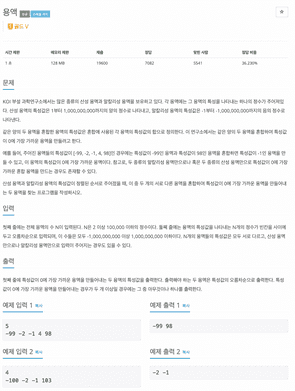 용액
골드 V
시간 제한 메모리 제한 제출 정답 맞힌 사람 정답 비율
1 초 128 MB 19600 7082 5541 36.230%
문제
KOI 부설 과학연구소에서는 많은 종류의 산성 용액과 알칼리성 용액을 보유하고 있다. 각 용액에는 그 용액의 특성을 나타내는 하나의 정수가 주어져있
다. 산성 용액의 특성값은 1부터 1,000,000,000까지의 양의 정수로 나타내고, 알칼리성 용액의 특성값은 -1부터 -1,000,000,000까지의 음의 정수로
나타낸다.
같은 양의 두 용액을 혼합한 용액의 특성값은 혼합에 사용된 각 용액의 특성값의 합으로 정의한다. 이 연구소에서는 같은 양의 두 용액을 혼합하여 특성값
이 0에 가장 가까운 용액을 만들려고 한다.
예를 들어, 주어진 용액들의 특성값이 [-99, -2, -1, 4, 98]인 경우에는 특성값이 -99인 용액과 특성값이 98인 용액을 혼합하면 특성값이 -1인 용액을 만
들 수 있고, 이 용액의 특성값이 0에 가장 가까운 용액이다. 참고로, 두 종류의 알칼리성 용액만으로나 혹은 두 종류의 산성 용액만으로 특성값이 0에 가장
가까운 혼합 용액을 만드는 경우도 존재할 수 있다.
산성 용액과 알칼리성 용액의 특성값이 정렬된 순서로 주어졌을 때, 이 중 두 개의 서로 다른 용액을 혼합하여 특성값이 0에 가장 가까운 용액을 만들어내
는 두 용액을 찾는 프로그램을 작성하시오.
입력
첫째 줄에는 전체 용액의 수 N이 입력된다. N은 2 이상 100,000 이하의 정수이다. 둘째 줄에는 용액의 특성값을 나타내는 N개의 정수가 빈칸을 사이에
두고 오름차순으로 입력되며, 이 수들은 모두 -1,000,000,000 이상 1,000,000,000 이하이다. N개의 용액들의 특성값은 모두 서로 다르고, 산성 용액
만으로나 알칼리성 용액만으로 입력이 주어지는 경우도 있을 수 있다.
출력
첫째 줄에 특성값이 0에 가장 가까운 용액을 만들어내는 두 용액의 특성값을 출력한다. 출력해야 하는 두 용액은 특성값의 오름차순으로 출력한다. 특성
값이 0에 가장 가까운 용액을 만들어내는 경우가 두 개 이상일 경우에는 그 중 아무것이나 하나를 출력한다.
예제 입력 1 복사
5
-99 -2 -1 4 98
예제 출력 1 복사
-99 98
예제 입력 2 복사
4
-100 -2 -1 103
예제 출력 2 복사
-2 -1